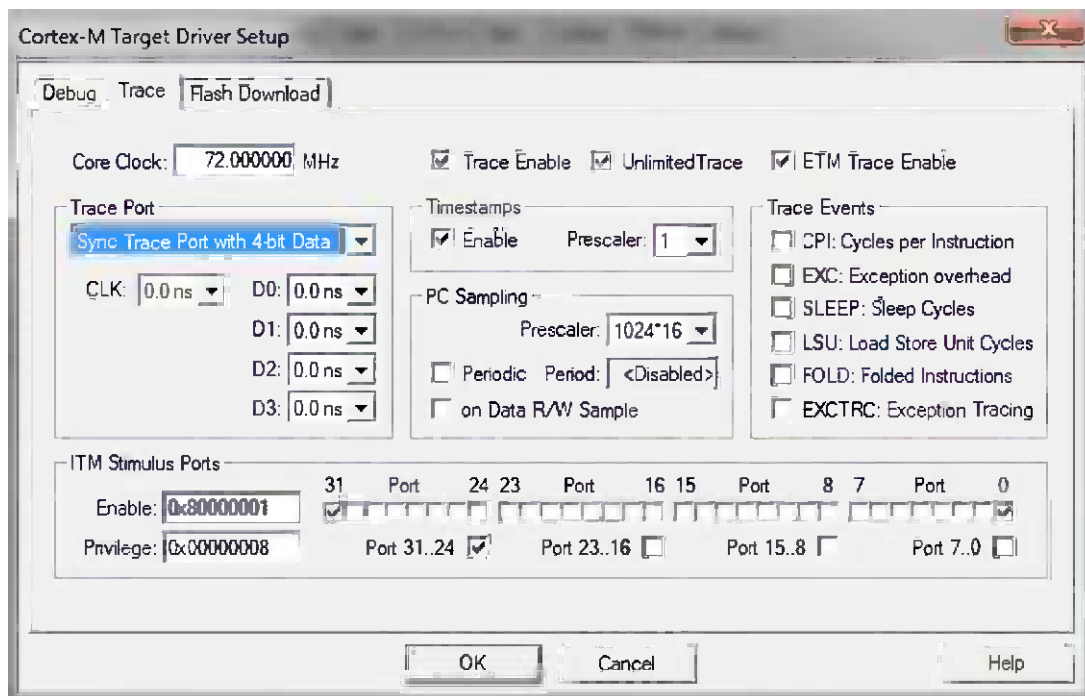 Cortex-M Target Driver Setup
Debug Trace Flash Download
Core Clock: 72.000000 MHz Trace Enable UnlimitedTrace ETM Trace Enable
Trace Port
Sync Trace Port with 4-bit Data
CLK: 0.0 ns D0: 0.0 ns
D1: 0.0 ns
D2: 0.0 ns
D3: 0.0 ns
Timestamps
Enable Prescaler: 1
PC Sampling
Prescaler: 1024*16
Periodic Period: <Disabled>
on Data R/W Sample
Trace Events
CPI: Cycles per Instruction
EXC: Exception overhead
SLEEP: Sleep Cycles
LSU: Load Store Unit Cycles
FOLD: Folded Instructions
EXCTRC: Exception Tracing
ITM Stimulus Ports
31 Port 24 23 Port 16 15 Port 8 7 Port 0
Enable: 0x80000001
Privilege: 0x00000008 Port 31..24 Port 23..16 Port 15..8 Port 7..0
OK Cancel Help